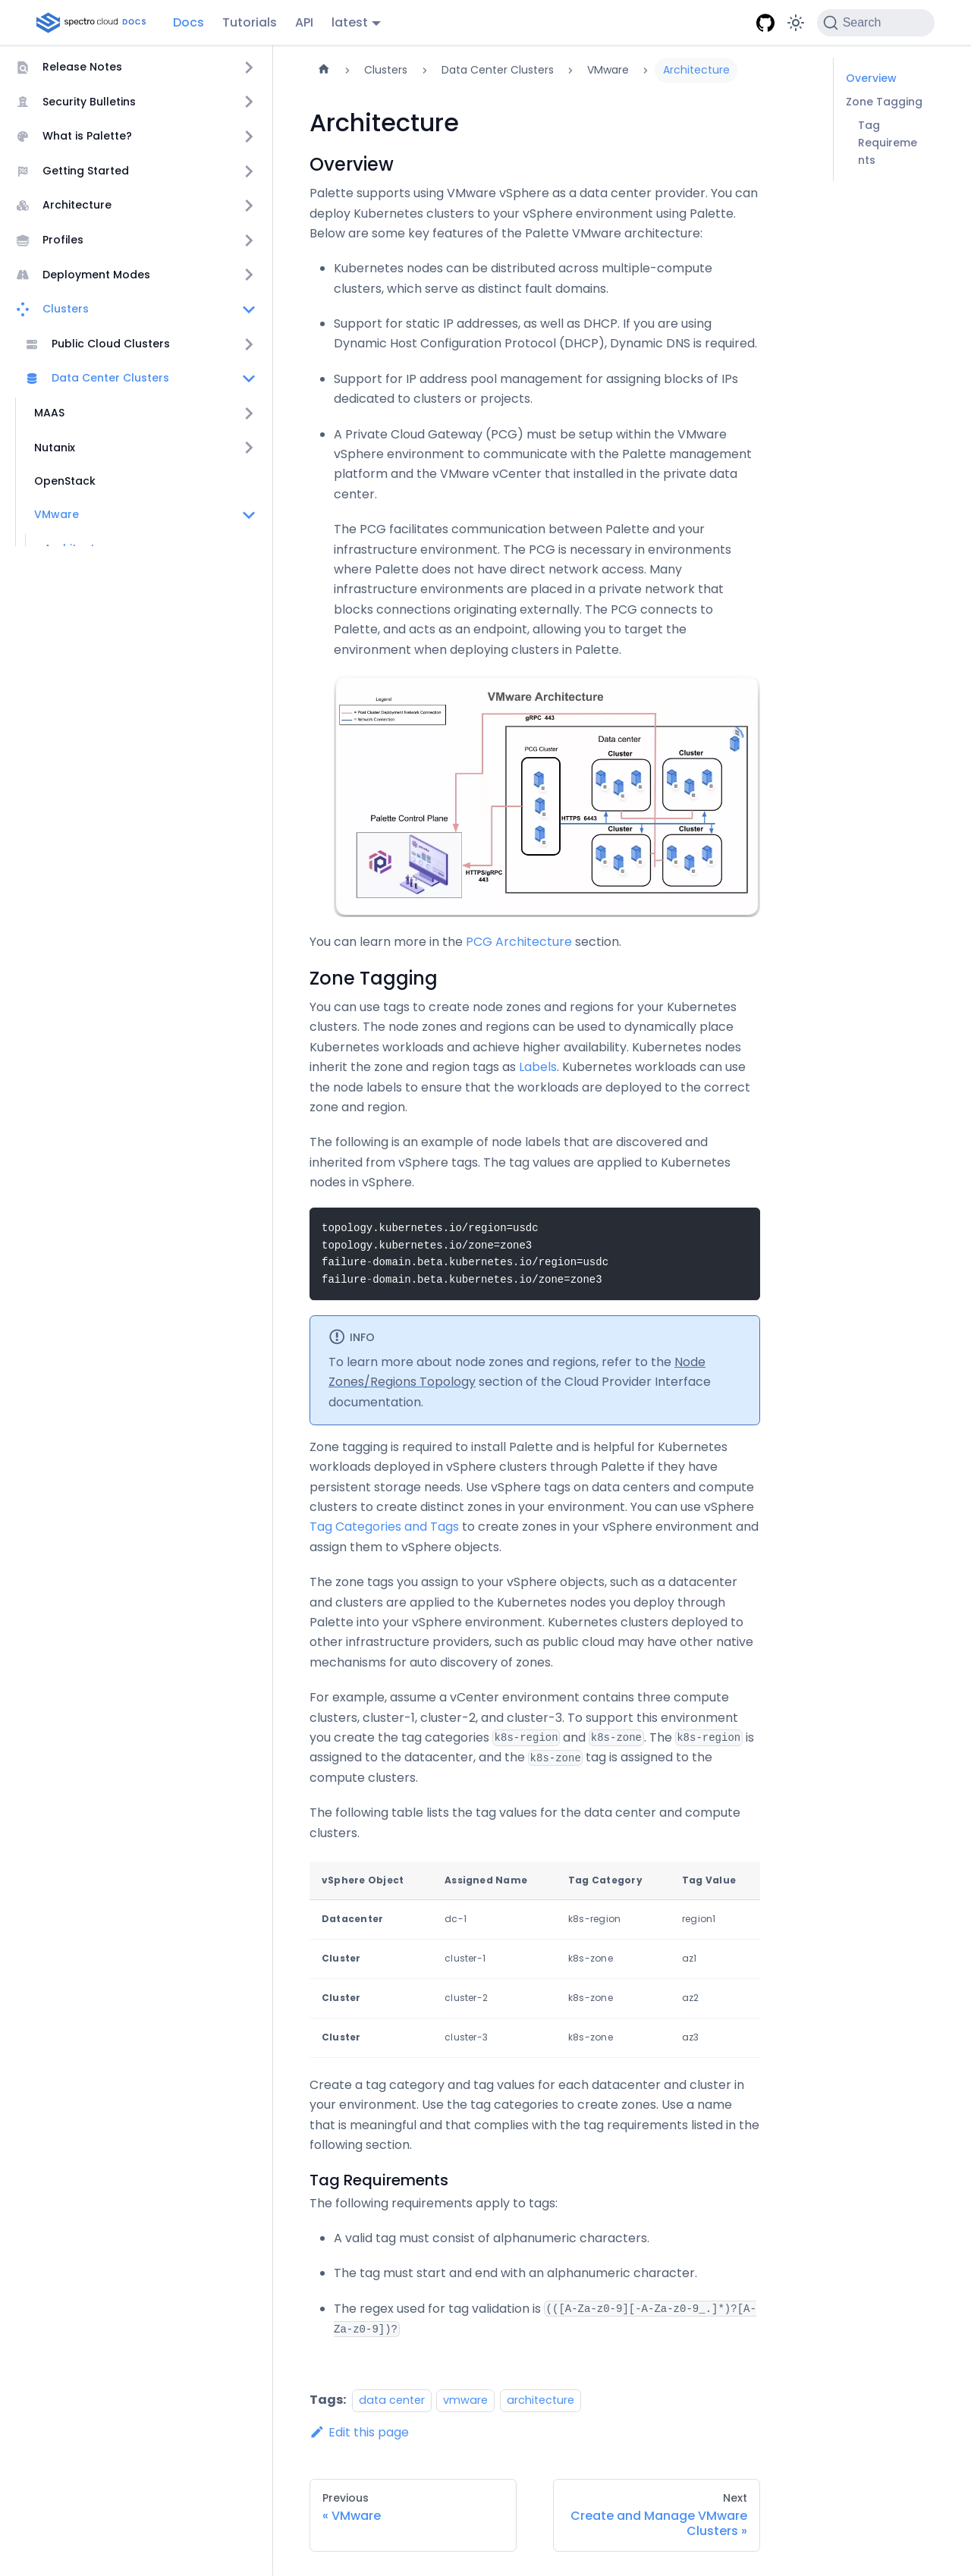 spectro cloud DOCS
Docs
Tutorials
API
latest
Search
Release Notes
Security Bulletins
What is Palette?
Getting Started
Architecture
Profiles
Deployment Modes
Clusters
Public Cloud Clusters
Data Center Clusters
MAAS
Nutanix
OpenStack
VMware
Clusters
Data Center Clusters
VMware
Architecture
Overview
Zone Tagging
Tag
Requireme
nts
Architecture
Overview
Palette supports using VMware vSphere as a data center provider. You can
deploy Kubernetes clusters to your vSphere environment using Palette.
Below are some key features of the Palette VMware architecture:
Kubernetes nodes can be distributed across multiple-compute
clusters, which serve as distinct fault domains.
Support for static IP addresses, as well as DHCP. If you are using
Dynamic Host Configuration Protocol (DHCP), Dynamic DNS is required.
Support for IP address pool management for assigning blocks of IPs
dedicated to clusters or projects.
A Private Cloud Gateway (PCG) must be setup within the VMware
vSphere environment to communicate with the Palette management
platform and the VMware vCenter that installed in the private data
center.
The PCG facilitates communication between Palette and your
infrastructure environment. The PCG is necessary in environments
where Palette does not have direct network access. Many
infrastructure environments are placed in a private network that
blocks connections originating externally. The PCG connects to
Palette, and acts as an endpoint, allowing you to target the
environment when deploying clusters in Palette.
VMware Architecture
Legend
= Post Cluster Deployment Network Connection
= Network Connection
gRPC 443
Data center
PCG Cluster
Cluster
Cluster
Palette Control Plane
HTTPS 6443
Cluster
Cluster
HTTPS/gRPC
443
You can learn more in the PCG Architecture section.
Zone Tagging
You can use tags to create node zones and regions for your Kubernetes
clusters. The node zones and regions can be used to dynamically place
Kubernetes workloads and achieve higher availability. Kubernetes nodes
inherit the zone and region tags as Labels. Kubernetes workloads can use
the node labels to ensure that the workloads are deployed to the correct
zone and region.
The following is an example of node labels that are discovered and
inherited from vSphere tags. The tag values are applied to Kubernetes
nodes in vSphere.
topology.kubernetes.io/region=usdc
topology.kubernetes.io/zone=zone3
failure-domain.beta.kubernetes.io/region=usdc
failure-domain.beta.kubernetes.io/zone=zone3
INFO
To learn more about node zones and regions, refer to the Node
Zones/Regions Topology section of the Cloud Provider Interface
documentation.
Zone tagging is required to install Palette and is helpful for Kubernetes
workloads deployed in vSphere clusters through Palette if they have
persistent storage needs. Use vSphere tags on data centers and compute
clusters to create distinct zones in your environment. You can use vSphere
Tag Categories and Tags to create zones in your vSphere environment and
assign them to vSphere objects.
The zone tags you assign to your vSphere objects, such as a datacenter
and clusters are applied to the Kubernetes nodes you deploy through
Palette into your vSphere environment. Kubernetes clusters deployed to
other infrastructure providers, such as public cloud may have other native
mechanisms for auto discovery of zones.
For example, assume a vCenter environment contains three compute
clusters, cluster-1, cluster-2, and cluster-3. To support this environment
you create the tag categories k8s-region and k8s-zone. The k8s-region is
assigned to the datacenter, and the k8s-zone tag is assigned to the
compute clusters.
The following table lists the tag values for the data center and compute
clusters.
vSphere Object Assigned Name Tag Category Tag Value
Datacenter dc-1 k8s-region region1
Cluster cluster-1 k8s-zone az1
Cluster cluster-2 k8s-zone az2
Cluster cluster-3 k8s-zone az3
Create a tag category and tag values for each datacenter and cluster in
your environment. Use the tag categories to create zones. Use a name
that is meaningful and that complies with the tag requirements listed in the
following section.
Tag Requirements
The following requirements apply to tags:
A valid tag must consist of alphanumeric characters.
The tag must start and end with an alphanumeric character.
The regex used for tag validation is (([A-Za-z0-9][-A-Za-z0-9_.]*)?[A-
Za-z0-9])?
Tags: data center vmware architecture
Edit this page
Previous
« VMware
Next
Create and Manage VMware
Clusters »